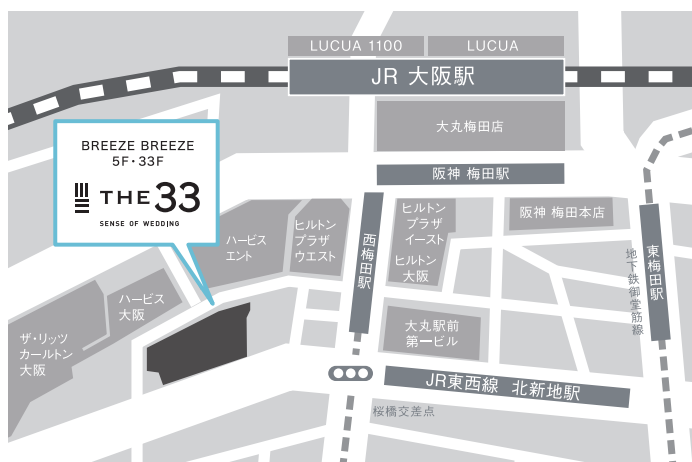 LUCUA 1100
LUCUA
JR 大阪駅
大丸梅田店
阪神 梅田駅
BREEZE BREEZE
5F・33F
THE 33
SENSE OF WEDDING
ハービス
エント
ヒルトン
プラザ
ウエスト
西梅田駅
ヒルトン
プラザ
イースト
ヒルトン
大阪
阪神 梅田本店
東梅田駅
地下鉄御堂筋線
ハービス
大阪
ザ・リッツ
カールトン
大阪
大丸駅前
第一ビル
JR東西線 北新地駅
桜橋交差点